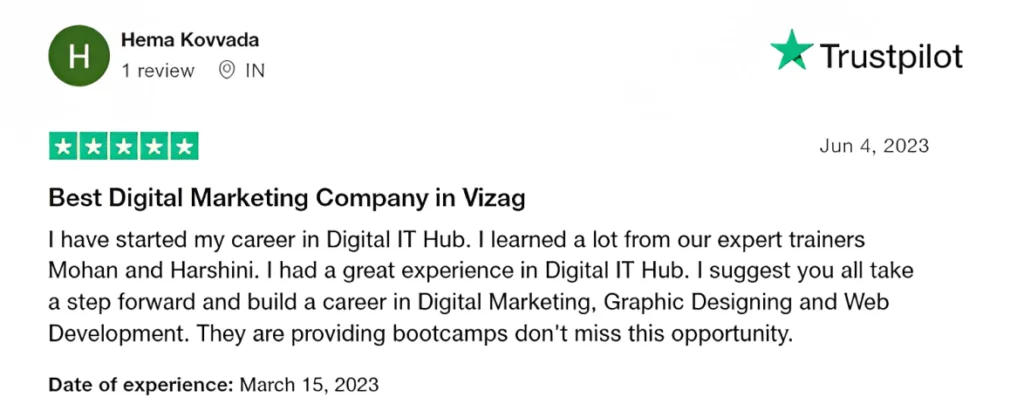 H
Hema Kovvada
1 review IN
Trustpilot
Jun 4, 2023
Best Digital Marketing Company in Vizag
I have started my career in Digital IT Hub. I learned a lot from our expert trainers
Mohan and Harshini. I had a great experience in Digital IT Hub. I suggest you all take
a step forward and build a career in Digital Marketing, Graphic Designing and Web
Development. They are providing bootcamps don't miss this opportunity.
Date of experience: March 15, 2023